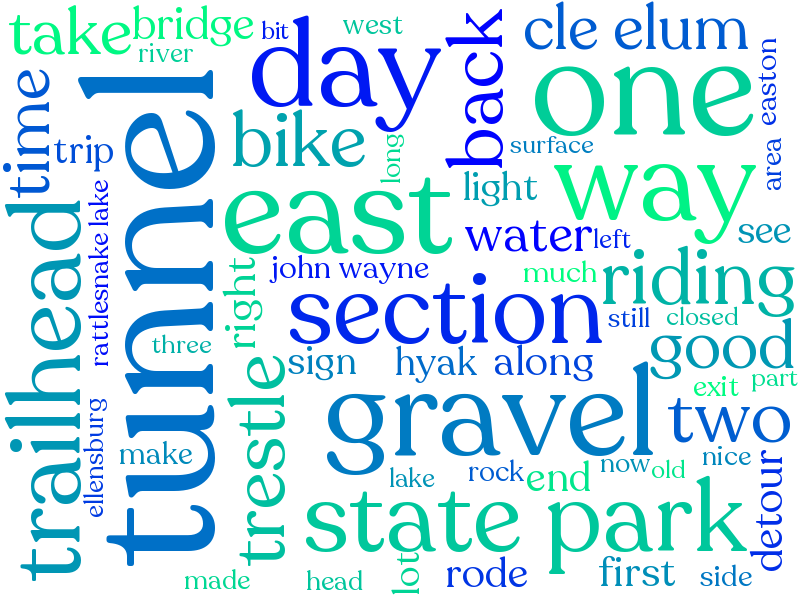 take
bridge
river
bit
day
west
back
cle elum
one
easton
time
trip
tunnel
bike
long
surface
area
light
way
east
water
left
see
trailhead
rattlesnake lake
right
john wayne
much
riding
section
still
closed
three
sign
hyak
along
good
exit
part
trestle
gravel
two
ellensburg
make
lake
rock
end
now
old
nice
detour
state park
made
head
lot
rode
first
side